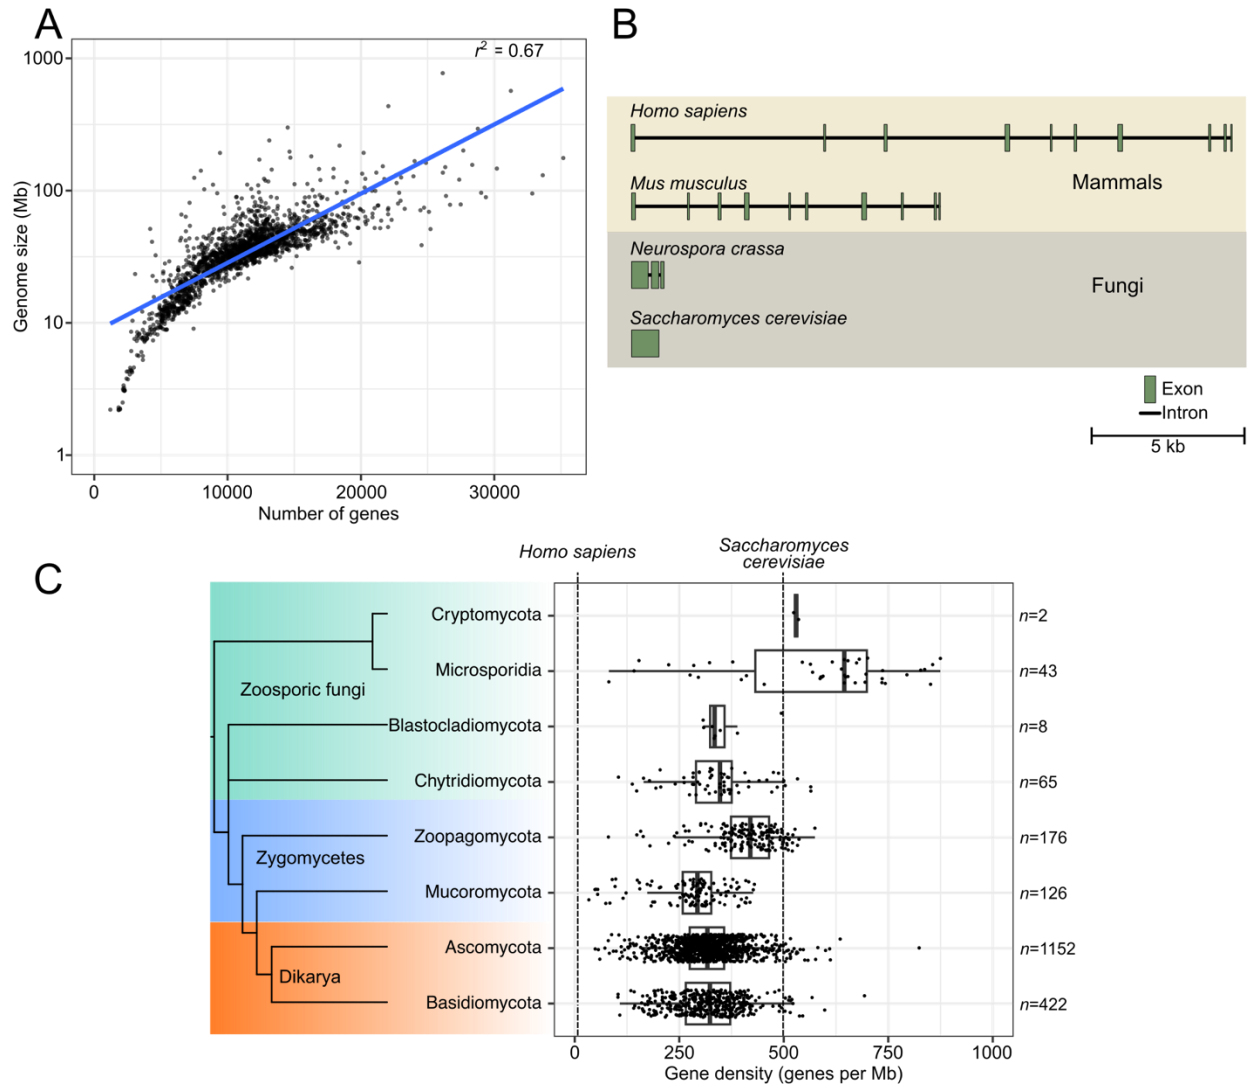 A
r² = 0.67
1000
100
10
1
Genome size (Mb)
0 10000 20000 30000
Number of genes
B
Homo sapiens
Mus musculus
Mammals
Neurospora crassa
Fungi
Saccharomyces cerevisiae
Exon
Intron
5 kb
C
Homo sapiens
Saccharomyces
cerevisiae
Cryptomycota n=2
Microsporidia n=43
Zoosporic fungi
Blastocladiomycota n=8
Chytridiomycota n=65
Zoopagomycota n=176
Zygomycetes
Mucoromycota n=126
Ascomycota n=1152
Dikarya
Basidiomycota n=422
0 250 500 750 1000
Gene density (genes per Mb)